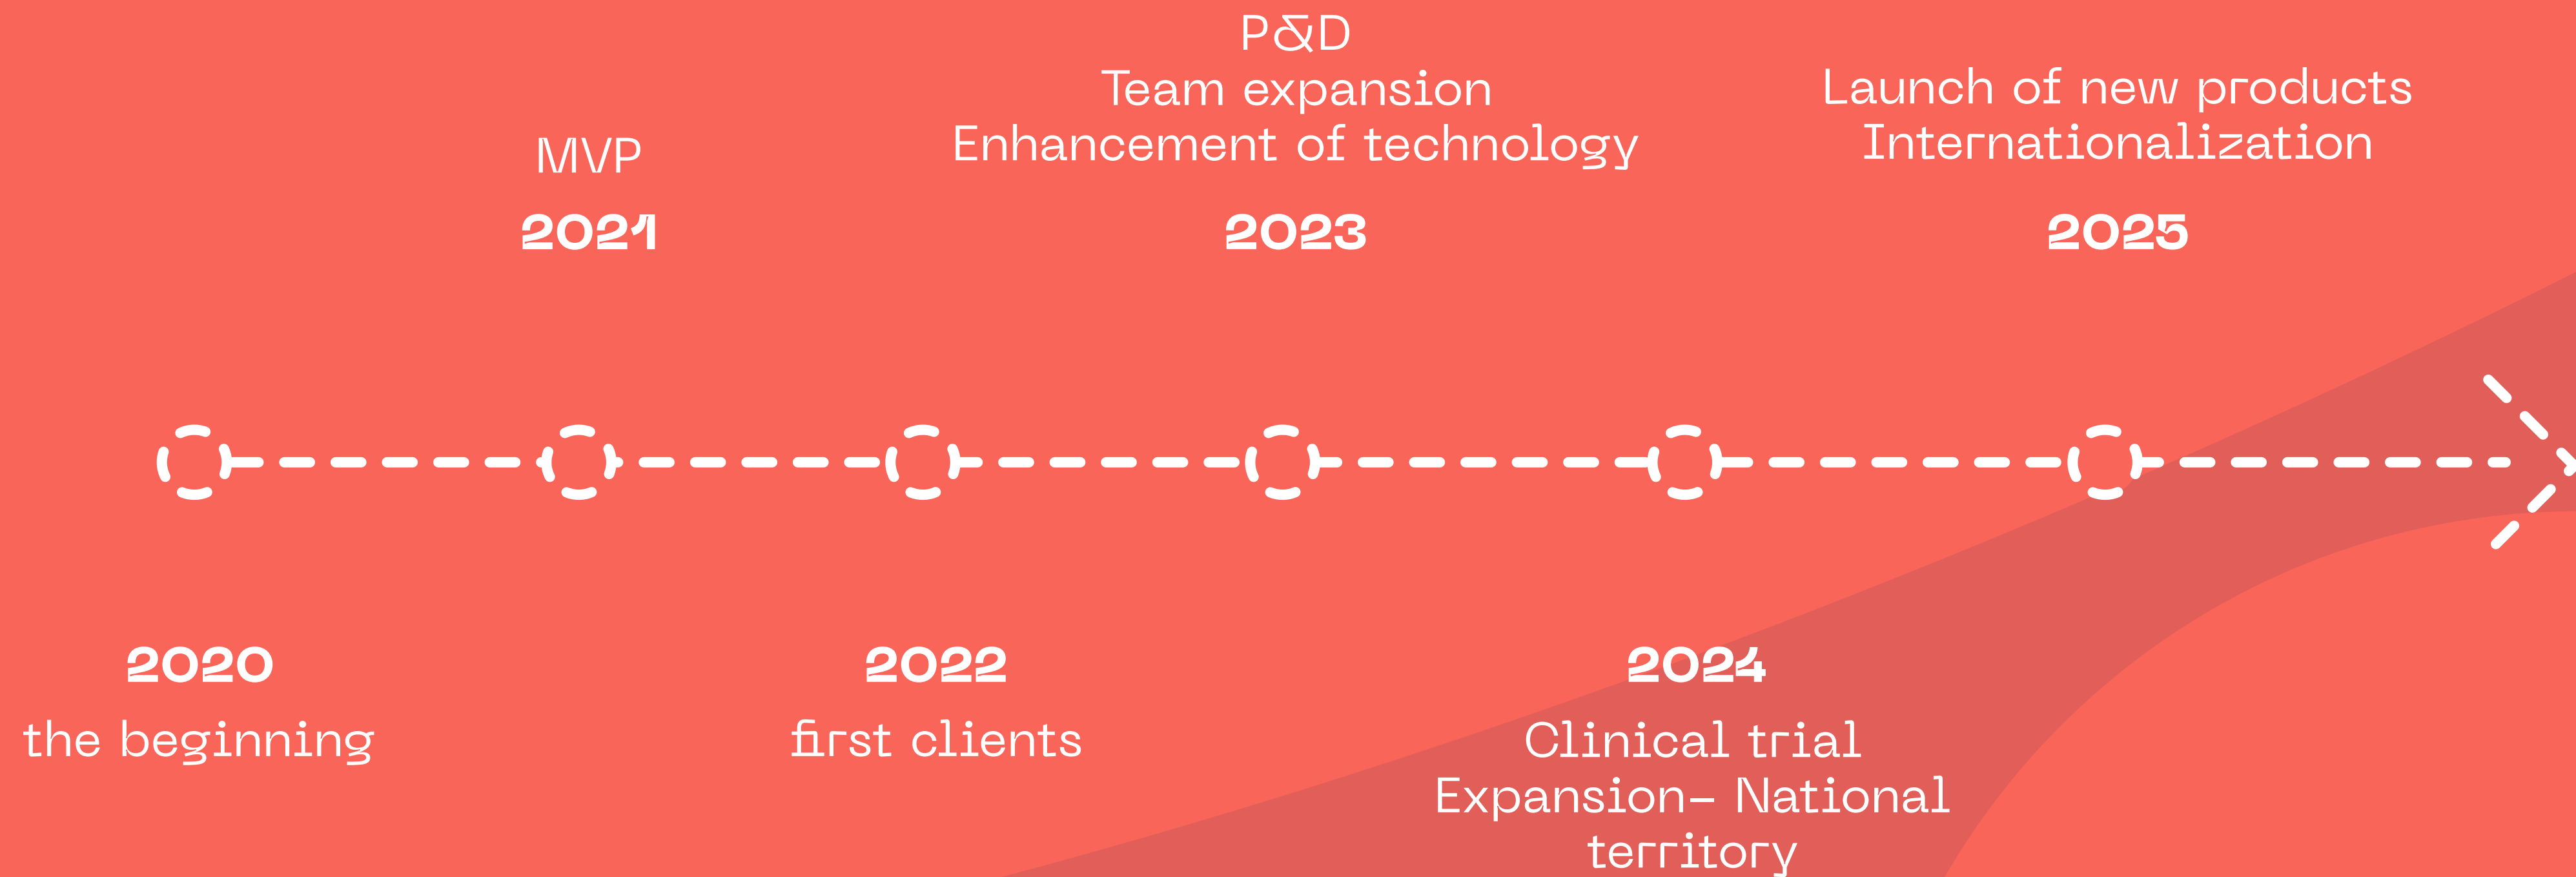 2020
the beginning
MVP
2021
2022
first clients
P&D
Team expansion
Enhancement of technology
2023
2024
Clinical trial
Expansion– National
territory
Launch of new products
Internationalization
2025